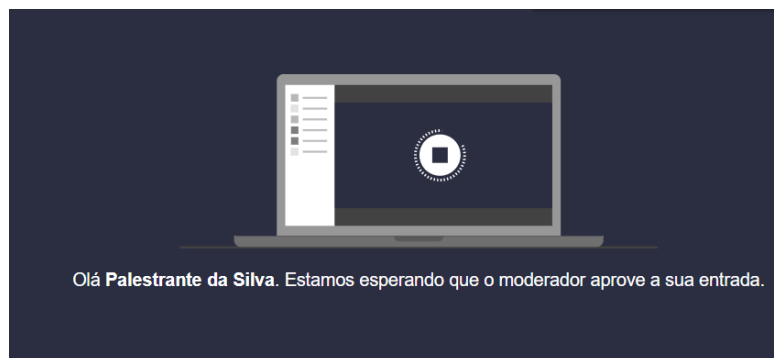 Olá Palestrante da Silva. Estamos esperando que o moderador aprove a sua entrada.